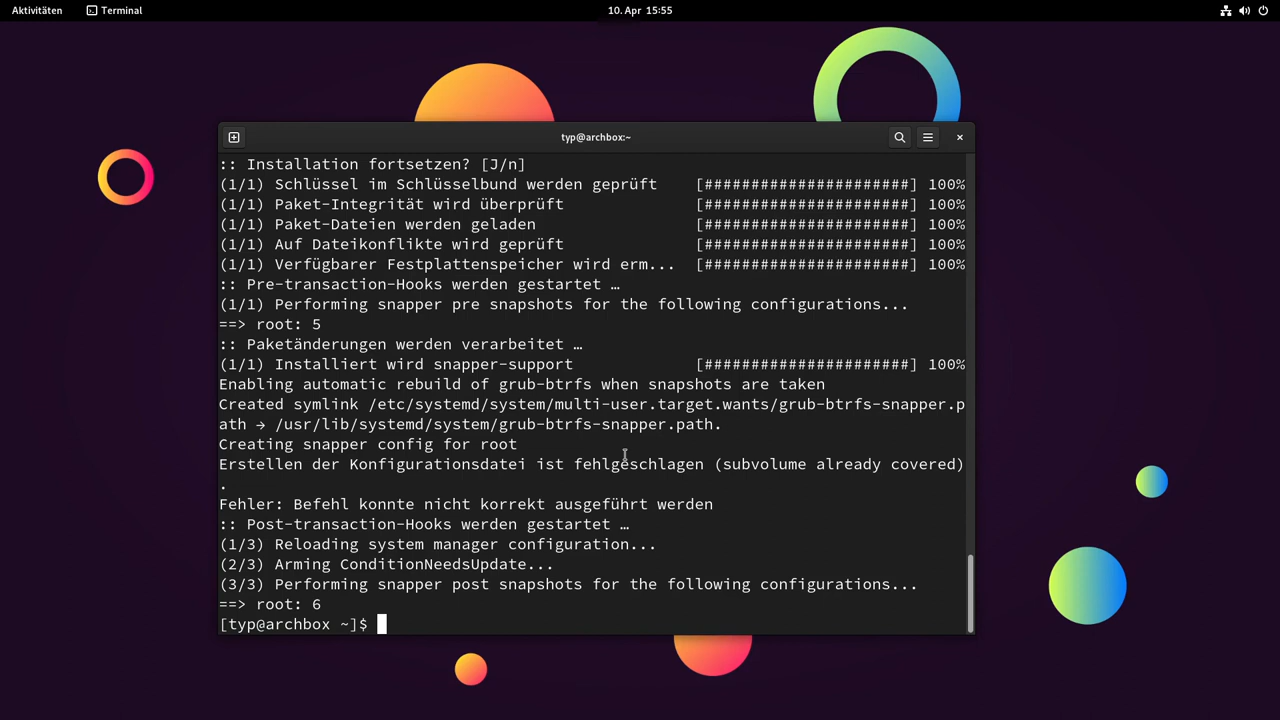 Aktivitäten Terminal 10. Apr 15:55
typ@archbox:~
:: Installation fortsetzen? [J/n]
(1/1) Schlüssel im Schlüsselbund werden geprüft [######################] 100%
(1/1) Paket-Integrität wird überprüft [######################] 100%
(1/1) Paket-Dateien werden geladen [######################] 100%
(1/1) Auf Dateikonflikte wird geprüft [######################] 100%
(1/1) Verfügbarer Festplattenspeicher wird erm... [######################] 100%
:: Pre-transaction-Hooks werden gestartet …
(1/1) Performing snapper pre snapshots for the following configurations...
==> root: 5
:: Paketänderungen werden verarbeitet …
(1/1) Installiert wird snapper-support [######################] 100%
Enabling automatic rebuild of grub-btrfs when snapshots are taken
Created symlink /etc/systemd/system/multi-user.target.wants/grub-btrfs-snapper.p
ath → /usr/lib/systemd/system/grub-btrfs-snapper.path.
Creating snapper config for root
Erstellen der Konfigurationsdatei ist fehlgeschlagen (subvolume already covered)
.
Fehler: Befehl konnte nicht korrekt ausgeführt werden
:: Post-transaction-Hooks werden gestartet …
(1/3) Reloading system manager configuration...
(2/3) Arming ConditionNeedsUpdate...
(3/3) Performing snapper post snapshots for the following configurations...
==> root: 6
[typ@archbox ~]$